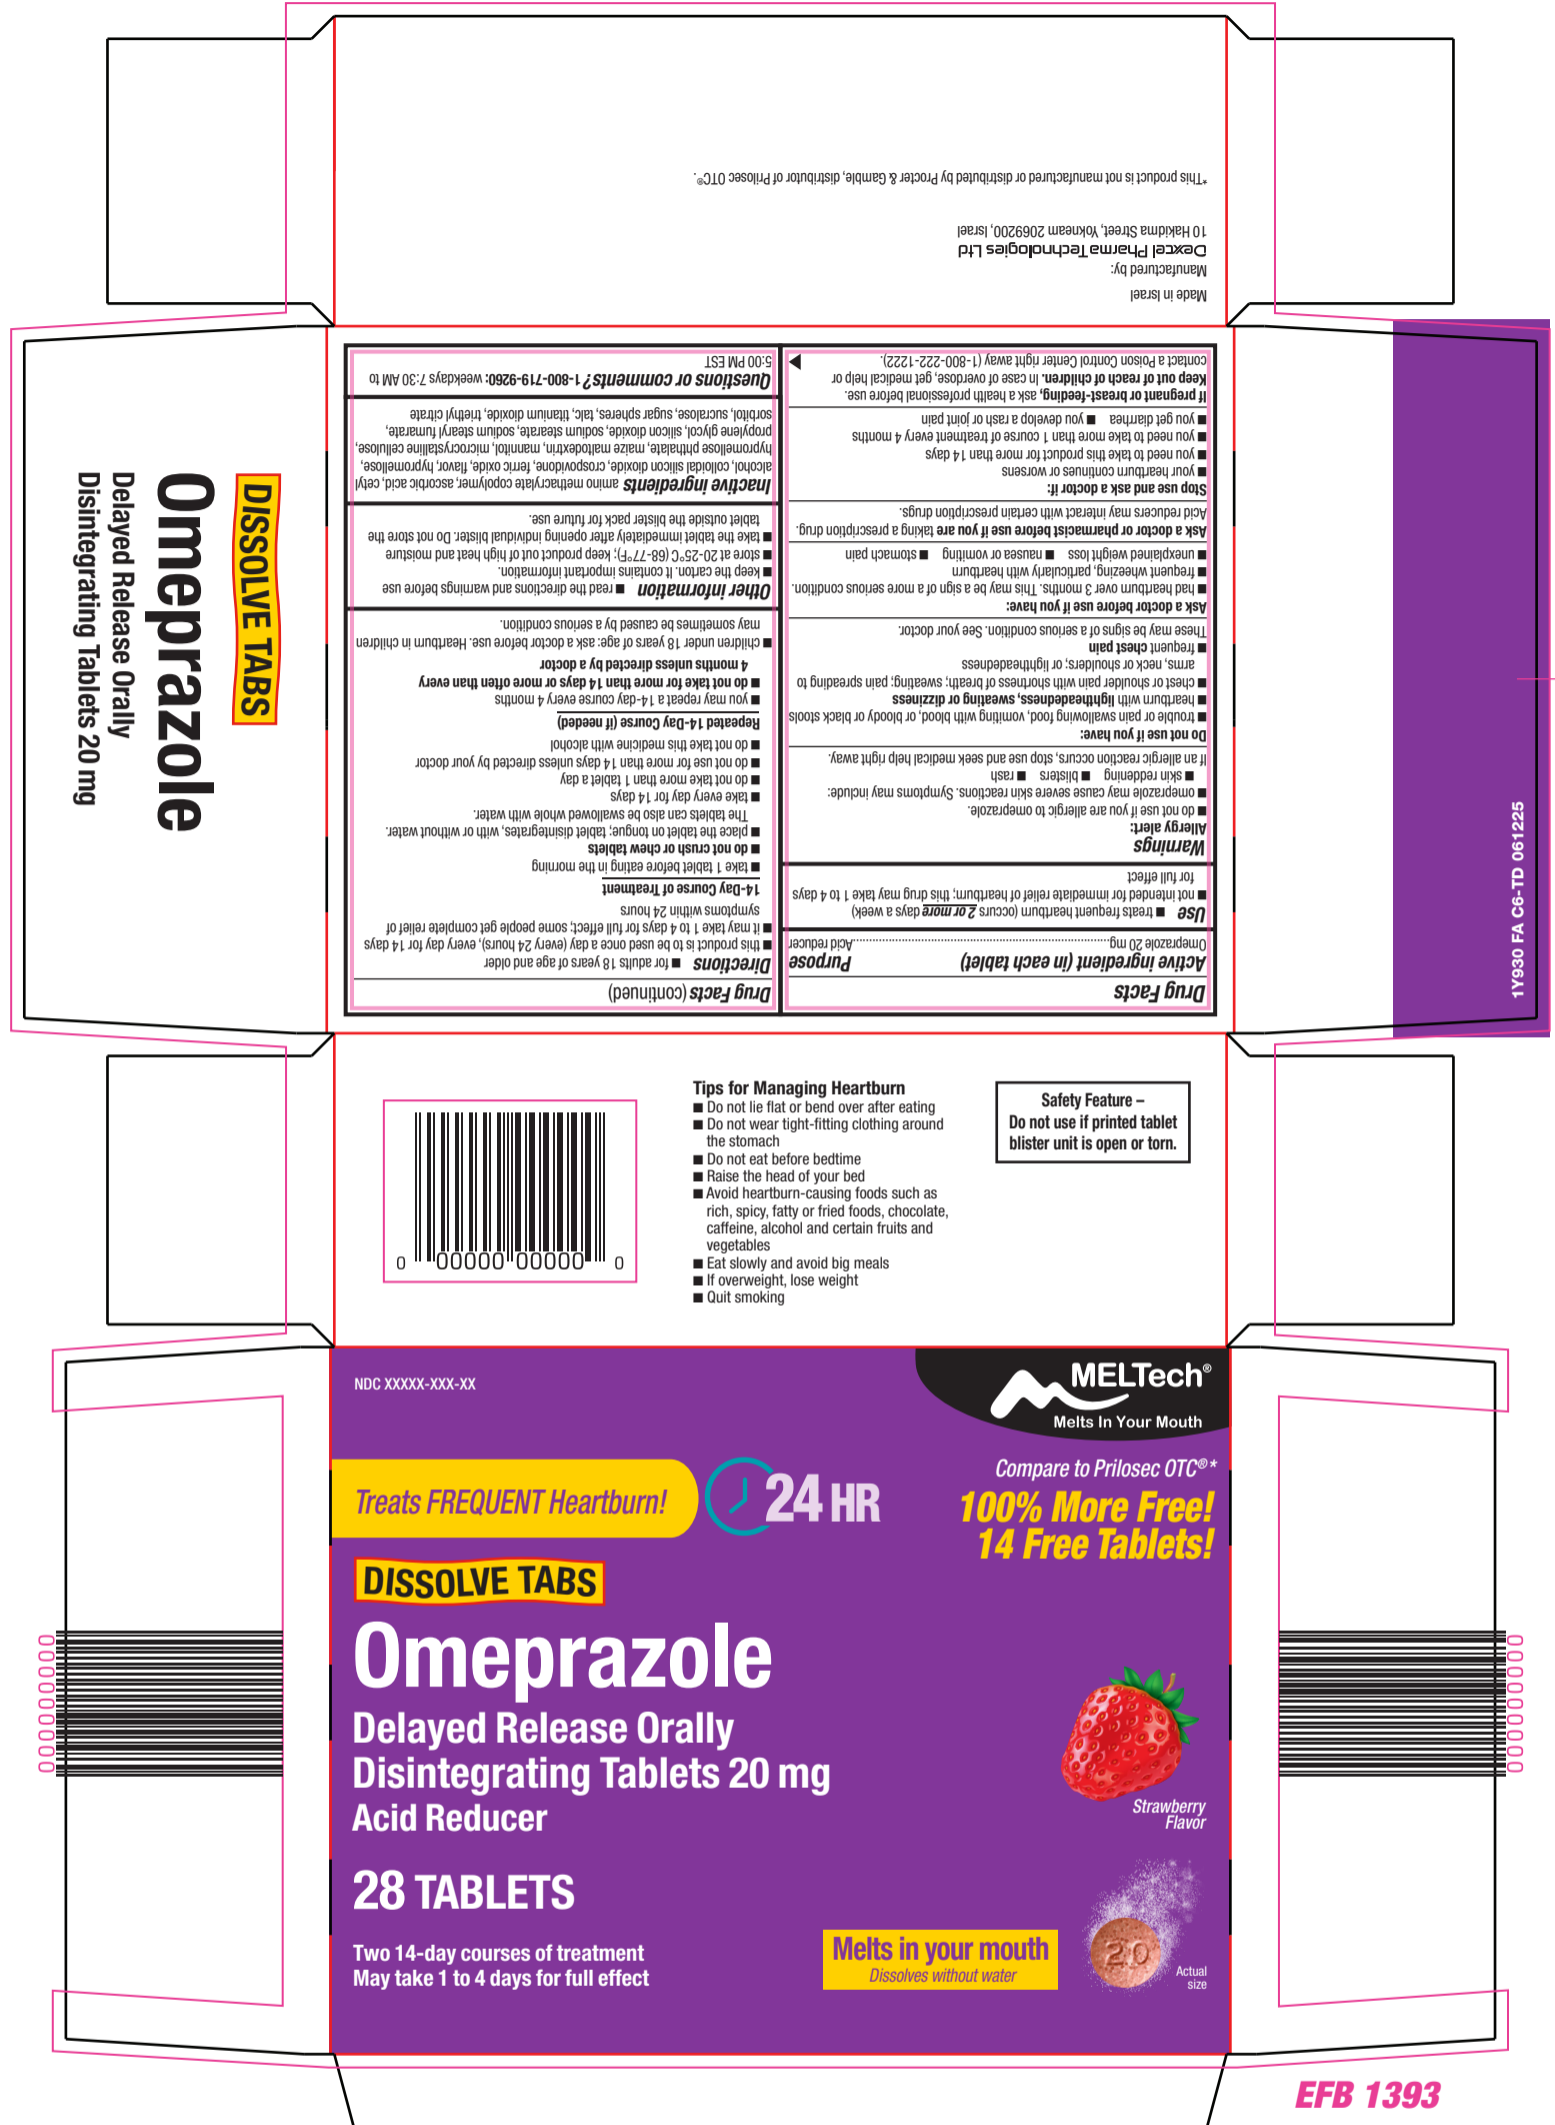 *This product is not manufactured or distributed by Procter & Gamble, distributor of Prilosec OTC®.
Made in Israel
Manufactured by:
Dexcel Pharma Technologies Ltd
10 Hakidma Street, Yokneam 2069200, Israel
DISSOLVE TABS
Omeprazole
Delayed Release Orally
Disintegrating Tablets 20 mg
Drug Facts
Active ingredient (in each tablet) Purpose
Omeprazole 20 mg..........Acid reducer
Use ■ treats frequent heartburn (occurs 2 or more days a week)
■ not intended for immediate relief of heartburn; this drug may take 1 to 4 days
for full effect
Warnings
Allergy alert:
■ do not use if you are allergic to omeprazole.
■ omeprazole may cause severe skin reactions. Symptoms may include:
■ skin reddening ■ blisters ■ rash
If an allergic reaction occurs, stop use and seek medical help right away.
Do not use if you have:
■ trouble or pain swallowing food, vomiting with blood, or bloody or black stools
■ heartburn with lightheadedness, sweating or dizziness
■ chest or shoulder pain with shortness of breath; sweating; pain spreading to
arms, neck or shoulders; or lightheadedness
■ frequent chest pain
These may be signs of a serious condition. See your doctor.
Ask a doctor before use if you have:
■ had heartburn over 3 months. This may be a sign of a more serious condition.
■ frequent wheezing, particularly with heartburn
■ unexplained weight loss ■ nausea or vomiting ■ stomach pain
Ask a doctor or pharmacist before use if you are taking a prescription drug.
Acid reducers may interact with certain prescription drugs.
Stop use and ask a doctor if:
■ your heartburn continues or worsens
■ you need to take this product for more than 14 days
■ you need to take more than 1 course of treatment every 4 months
■ you get diarrhea ■ you develop a rash or joint pain
If pregnant or breast-feeding, ask a health professional before use.
Keep out of reach of children. In case of overdose, get medical help or
contact a Poison Control Center right away (1-800-222-1222).
Drug Facts (continued)
Directions ■ for adults 18 years of age and older
■ this product is to be used once a day (every 24 hours), every day for 14 days
■ it may take 1 to 4 days for full effect; some people get complete relief of
symptoms within 24 hours
14-Day Course of Treatment
■ take 1 tablet before eating in the morning
■ do not crush or chew tablets
■ place the tablet on tongue; tablet disintegrates, with or without water.
The tablets can also be swallowed whole with water.
■ take every day for 14 days
■ do not take more than 1 tablet a day
■ do not use for more than 14 days unless directed by your doctor
■ do not take this medicine with alcohol
Repeated 14-Day Course (if needed)
■ you may repeat a 14-day course every 4 months
■ do not take for more than 14 days or more often than every
4 months unless directed by a doctor
■ children under 18 years of age: ask a doctor before use. Heartburn in children
may sometimes be caused by a serious condition.
Other information ■ read the directions and warnings before use
■ keep the carton. It contains important information.
■ store at 20-25°C (68-77°F); keep product out of high heat and moisture
■ take the tablet immediately after opening individual blister. Do not store the
tablet outside the blister pack for future use.
Inactive ingredients amino methacrylate copolymer, ascorbic acid, cetyl
alcohol, colloidal silicon dioxide, crospovidone, ferric oxide, flavor, hypromellose,
hypromellose phthalate, maize maltodextrin, mannitol, microcrystalline cellulose,
propylene glycol, silicon dioxide, sodium stearate, sodium stearyl fumarate,
sorbitol, sucralose, sugar spheres, talc, titanium dioxide, triethyl citrate
Questions or comments? 1-800-719-9260: weekdays 7:30 AM to
5:00 PM EST
1Y930 FA C6-TD 061225
0 00000 00000 0
Tips for Managing Heartburn
■ Do not lie flat or bend over after eating
■ Do not wear tight-fitting clothing around
the stomach
■ Do not eat before bedtime
■ Raise the head of your bed
■ Avoid heartburn-causing foods such as
rich, spicy, fatty or fried foods, chocolate,
caffeine, alcohol and certain fruits and
vegetables
■ Eat slowly and avoid big meals
■ If overweight, lose weight
■ Quit smoking
Safety Feature –
Do not use if printed tablet
blister unit is open or torn.
NDC XXXXX-XXX-XX
MELTech®
Melts In Your Mouth
Treats FREQUENT Heartburn!
24 HR
Compare to Prilosec OTC®*
100% More Free!
14 Free Tablets!
DISSOLVE TABS
Omeprazole
Delayed Release Orally
Disintegrating Tablets 20 mg
Acid Reducer
Strawberry
Flavor
28 TABLETS
Two 14-day courses of treatment
May take 1 to 4 days for full effect
Melts in your mouth
Dissolves without water
20
Actual
size
000000000
000000000
EFB 1393